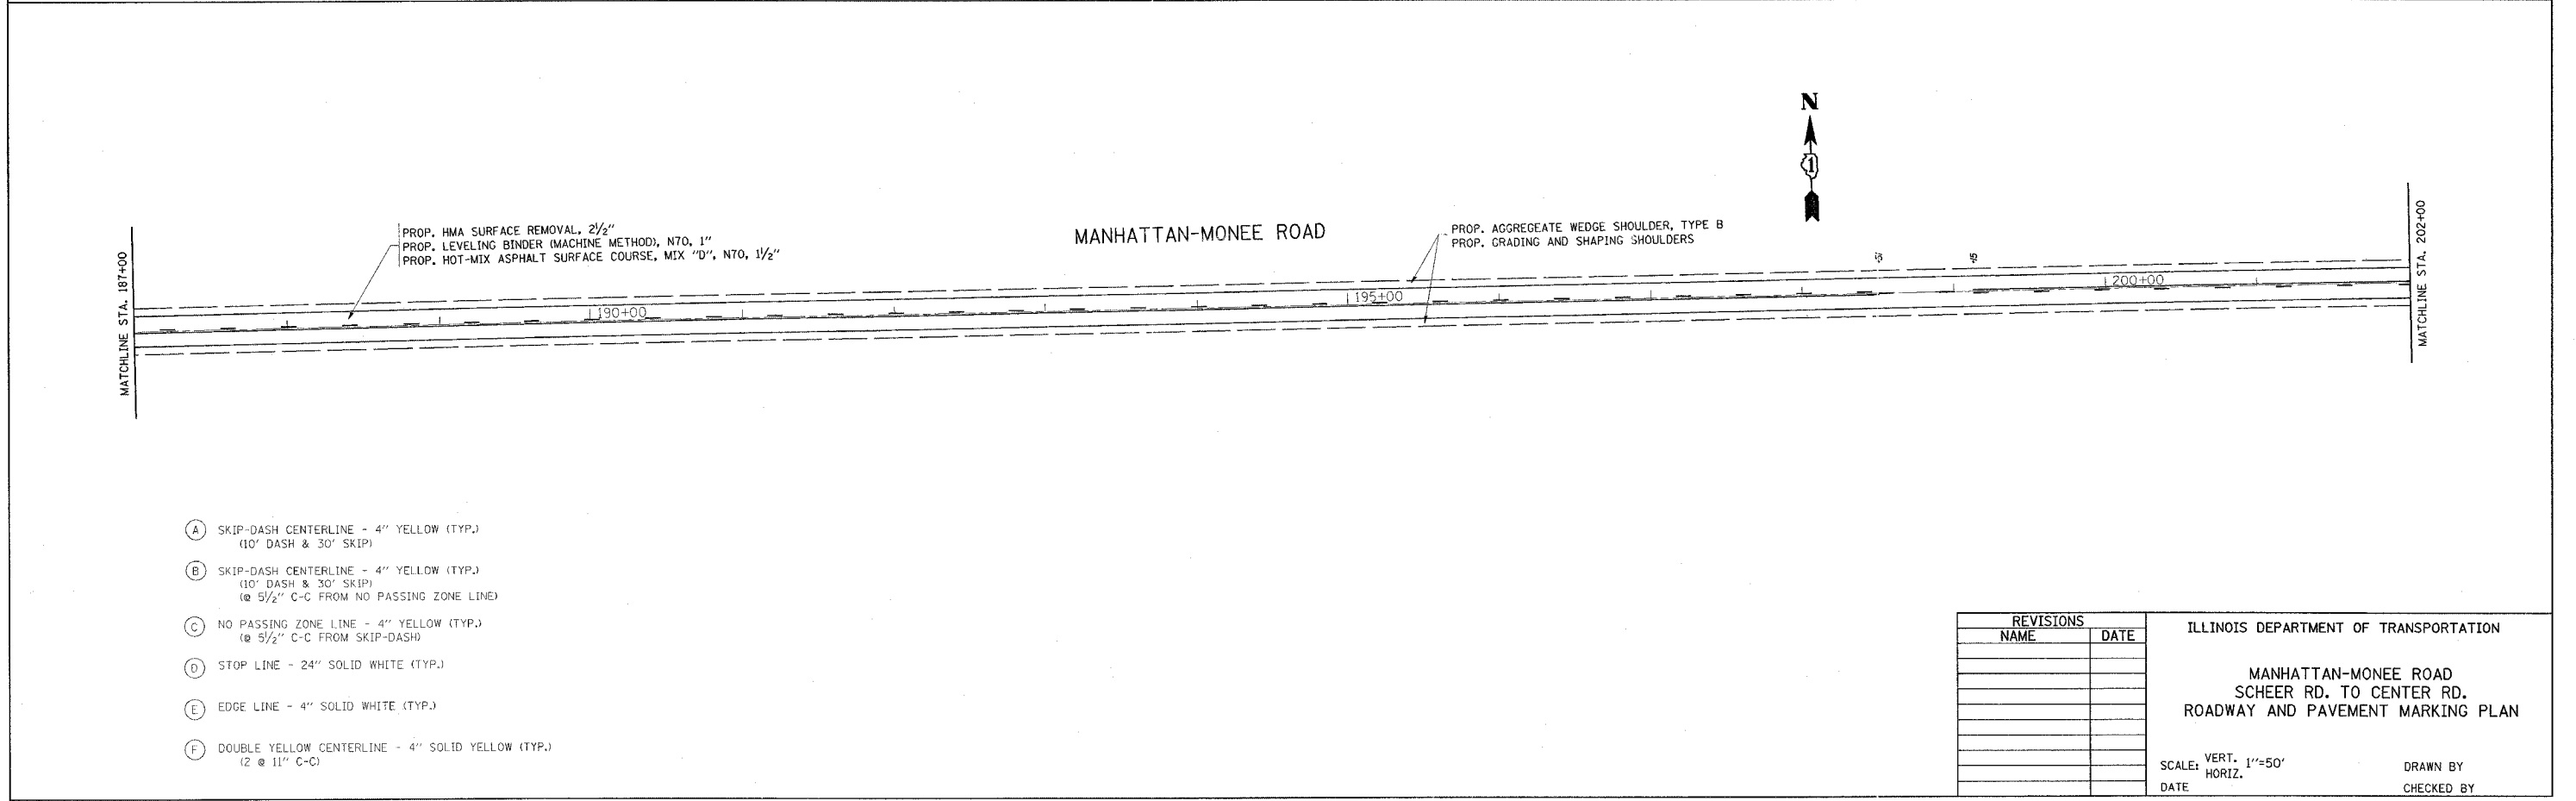 N
1
MATCHLINE STA. 187+00
PROP. HMA SURFACE REMOVAL, 2½"
PROP. LEVELING BINDER (MACHINE METHOD), N70, 1"
PROP. HOT-MIX ASPHALT SURFACE COURSE, MIX "D", N70, 1½"
MANHATTAN-MONEE ROAD
PROP. AGGREGEATE WEDGE SHOULDER, TYPE B
PROP. GRADING AND SHAPING SHOULDERS
MATCHLINE STA. 202+00
190+00
195+00
200+00
A SKIP-DASH CENTERLINE - 4" YELLOW (TYP.)
(10' DASH & 30' SKIP)
B SKIP-DASH CENTERLINE - 4" YELLOW (TYP.)
(10' DASH & 30' SKIP)
(@ 5½" C-C FROM NO PASSING ZONE LINE)
C NO PASSING ZONE LINE - 4" YELLOW (TYP.)
(@ 5½" C-C FROM SKIP-DASH)
D STOP LINE - 24" SOLID WHITE (TYP.)
E EDGE LINE - 4" SOLID WHITE (TYP.)
F DOUBLE YELLOW CENTERLINE - 4" SOLID YELLOW (TYP.)
(2 @ 11" C-C)
REVISIONS
NAME DATE
ILLINOIS DEPARTMENT OF TRANSPORTATION
MANHATTAN-MONEE ROAD
SCHEER RD. TO CENTER RD.
ROADWAY AND PAVEMENT MARKING PLAN
SCALE: VERT. 1"=50'
HORIZ.
DATE
DRAWN BY
CHECKED BY